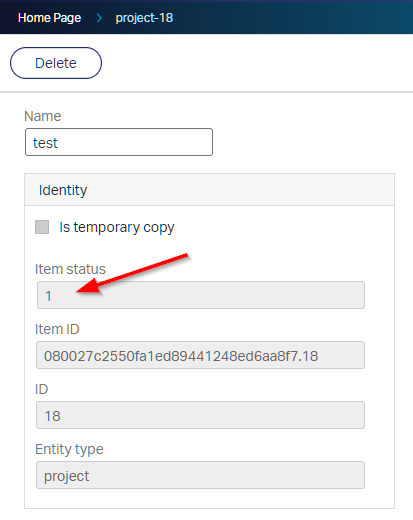 Home Page > project-18
Delete
Name
test
Identity
Is temporary copy
Item status
1
Item ID
080027c2550fa1ed89441248ed6aa8f7.18
ID
18
Entity type
project